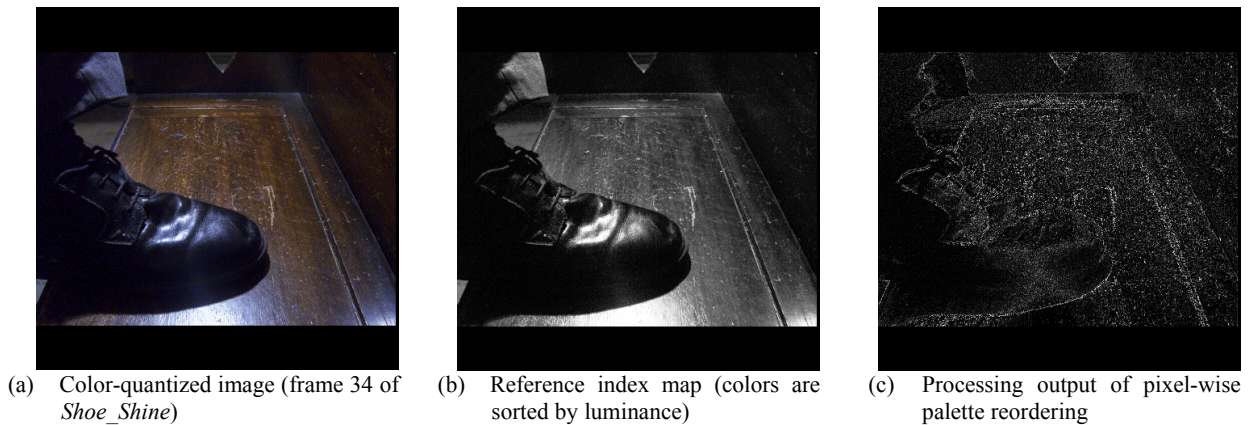 (a) Color-quantized image (frame 34 of
Shoe_Shine)
(b) Reference index map (colors are
sorted by luminance)
(c) Processing output of pixel-wise
palette reordering